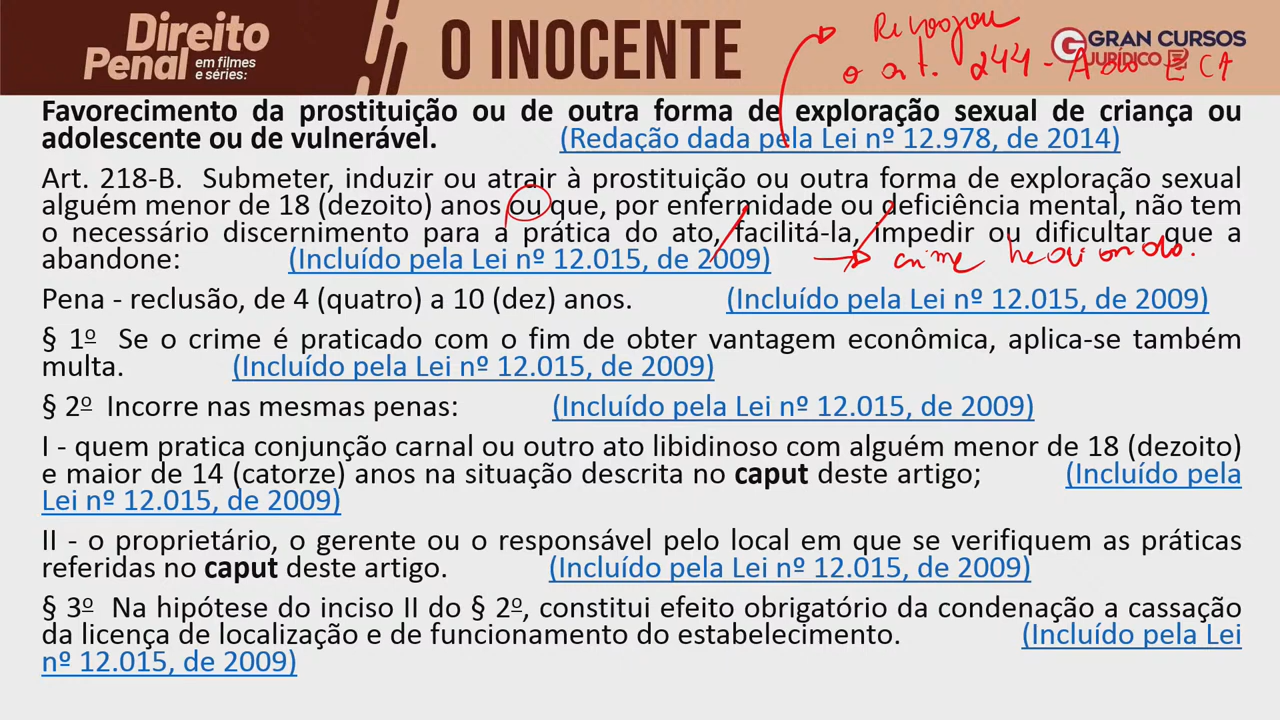 Direito
Penal em filmes
e séries:
O INOCENTE
Revogou
GRAN CURSOS
JURÍDICO
o art. 244-A do ECA
Favorecimento da prostituição ou de outra forma de exploração sexual de criança ou
adolescente ou de vulnerável. (Redação dada pela Lei nº 12.978, de 2014)
Art. 218-B. Submeter, induzir ou atrair à prostituição ou outra forma de exploração sexual
alguém menor de 18 (dezoito) anos ou que, por enfermidade ou deficiência mental, não tem
o necessário discernimento para a prática do ato, facilitá-la, impedir ou dificultar que a
abandone: (Incluído pela Lei nº 12.015, de 2009) crime hediondo.
Pena - reclusão, de 4 (quatro) a 10 (dez) anos. (Incluído pela Lei nº 12.015, de 2009)
§ 1º Se o crime é praticado com o fim de obter vantagem econômica, aplica-se também
multa. (Incluído pela Lei nº 12.015, de 2009)
§ 2º Incorre nas mesmas penas: (Incluído pela Lei nº 12.015, de 2009)
I - quem pratica conjunção carnal ou outro ato libidinoso com alguém menor de 18 (dezoito)
e maior de 14 (catorze) anos na situação descrita no caput deste artigo; (Incluído pela
Lei nº 12.015, de 2009)
II - o proprietário, o gerente ou o responsável pelo local em que se verifiquem as práticas
referidas no caput deste artigo. (Incluído pela Lei nº 12.015, de 2009)
§ 3º Na hipótese do inciso II do § 2º, constitui efeito obrigatório da condenação a cassação
da licença de localização e de funcionamento do estabelecimento. (Incluído pela Lei
nº 12.015, de 2009)